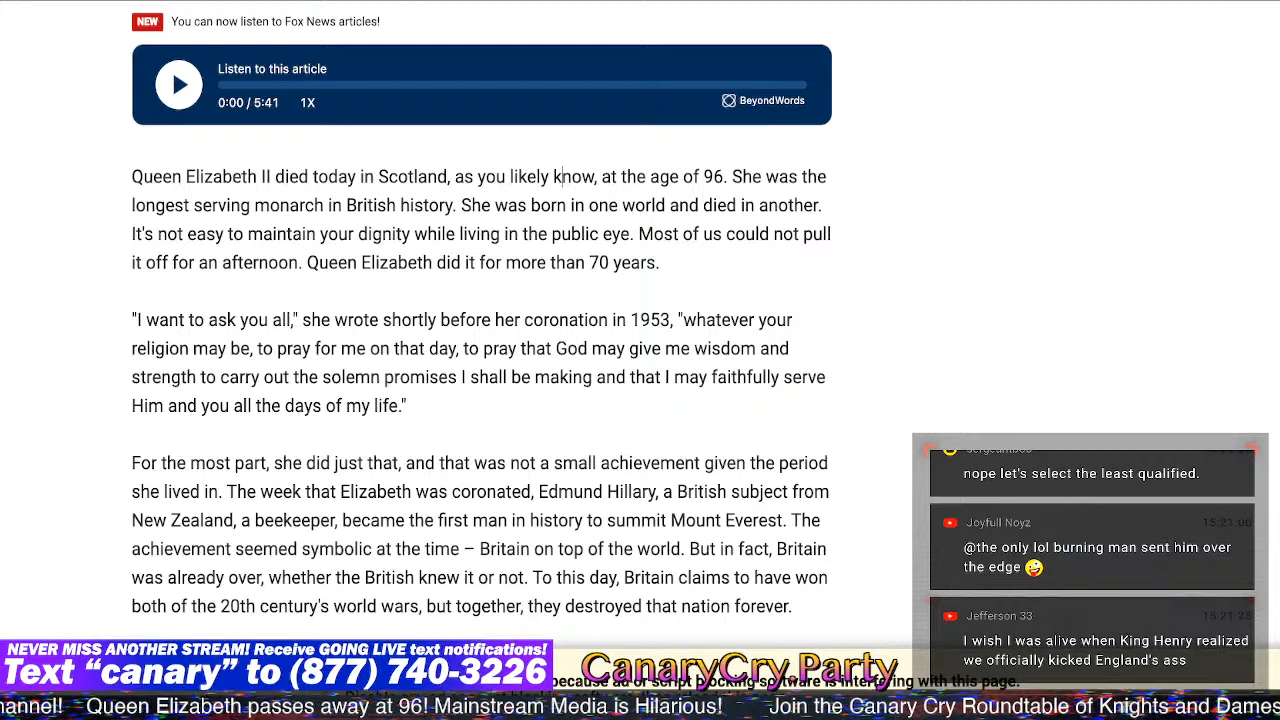 NEW You can now listen to Fox News articles!
Listen to this article
0:00 / 5:41 1X
BeyondWords
Queen Elizabeth II died today in Scotland, as you likely know, at the age of 96. She was the
longest serving monarch in British history. She was born in one world and died in another.
It's not easy to maintain your dignity while living in the public eye. Most of us could not pull
it off for an afternoon. Queen Elizabeth did it for more than 70 years.
"I want to ask you all," she wrote shortly before her coronation in 1953, "whatever your
religion may be, to pray for me on that day, to pray that God may give me wisdom and
strength to carry out the solemn promises I shall be making and that I may faithfully serve
Him and you all the days of my life."
For the most part, she did just that, and that was not a small achievement given the period
she lived in. The week that Elizabeth was coronated, Edmund Hillary, a British subject from
New Zealand, a beekeeper, became the first man in history to summit Mount Everest. The
achievement seemed symbolic at the time – Britain on top of the world. But in fact, Britain
was already over, whether the British knew it or not. To this day, Britain claims to have won
both of the 20th century's world wars, but together, they destroyed that nation forever.
nope let's select the least qualified.
Joyfull Noyz 15:21:00
@the only lol burning man sent him over
the edge 🤪
Jefferson 33 15:21:25
I wish I was alive when King Henry realized
we officially kicked England's ass
NEVER MISS ANOTHER STREAM! Receive GOING LIVE text notifications!
Text “canary” to (877) 740-3226
CanaryCry Party
because ad or script blocking software is interfering with this page.
hannel! Queen Elizabeth passes away at 96! Mainstream Media is Hilarious! Join the Canary Cry Roundtable of Knights and Dames